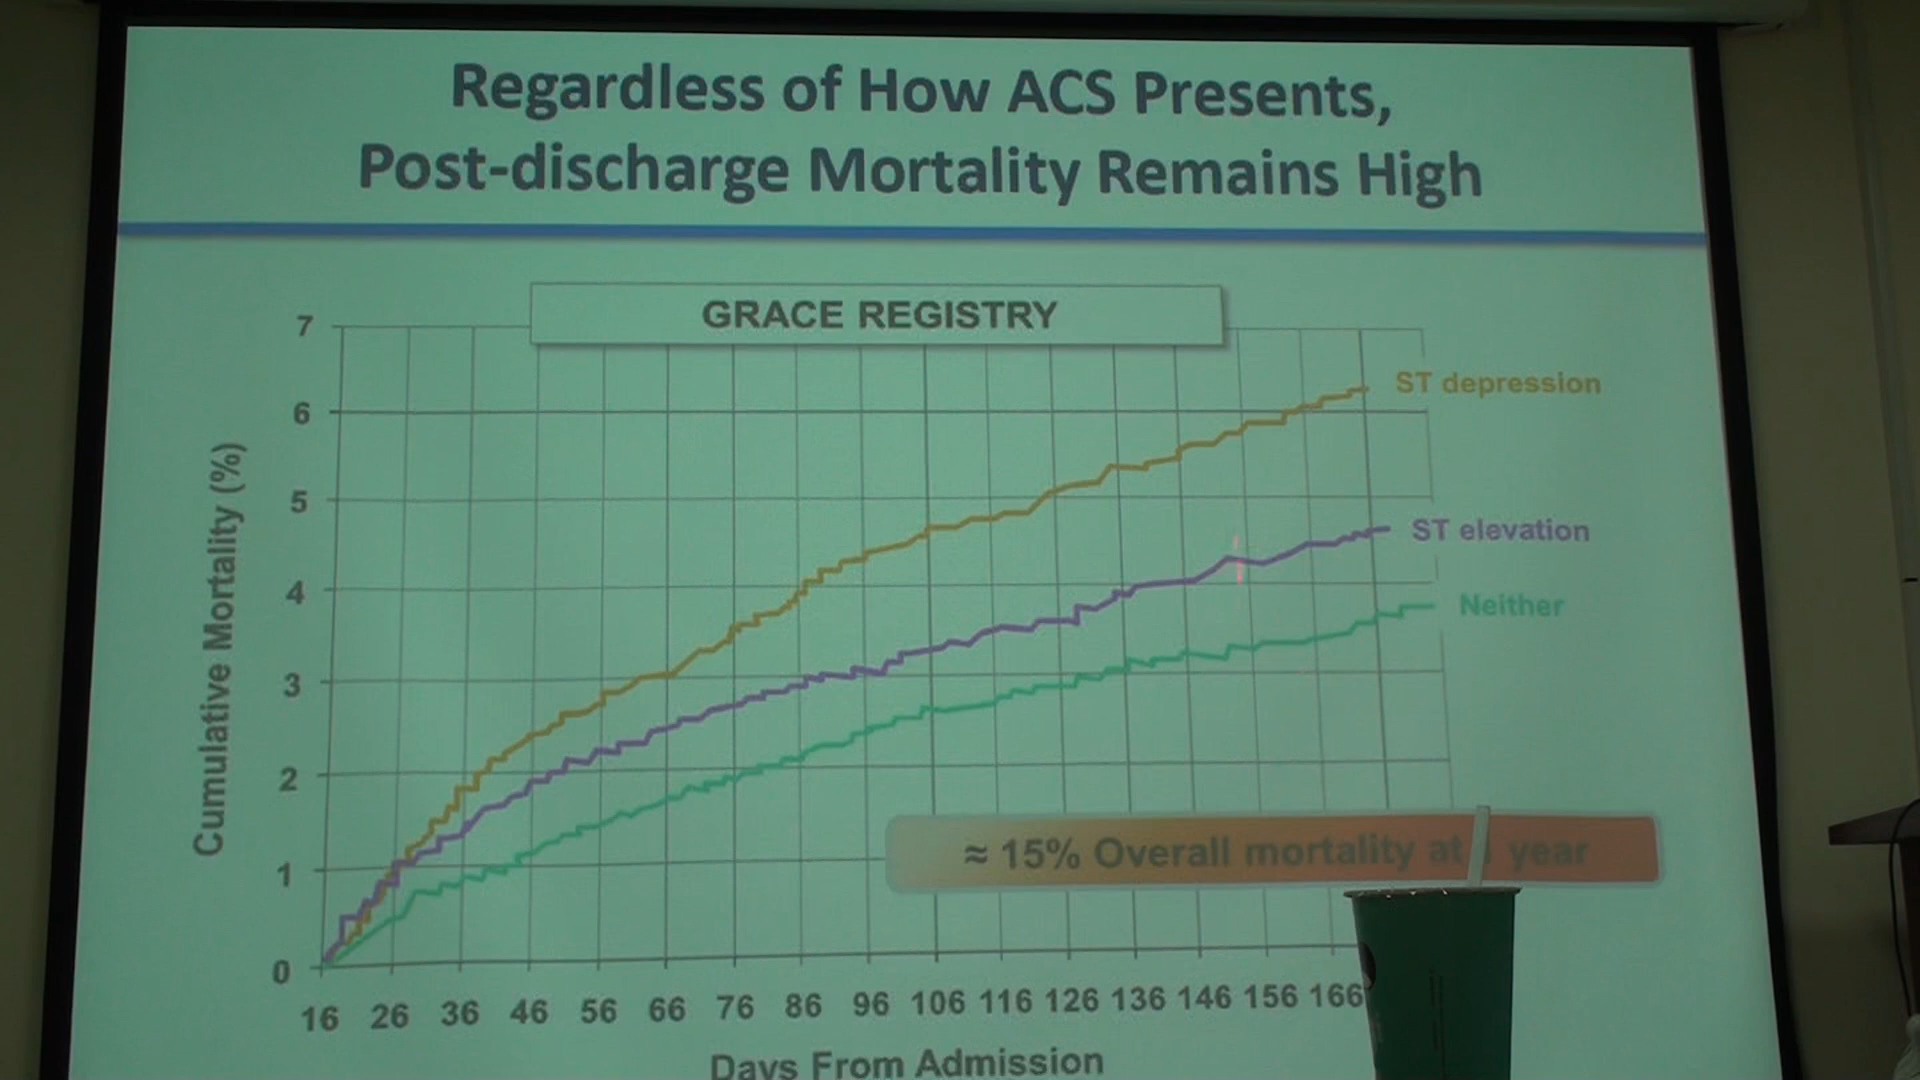 Regardless of How ACS Presents,
Post-discharge Mortality Remains High
GRACE REGISTRY
7
6
5
4
3
2
1
0
Cumulative Mortality (%)
ST depression
ST elevation
Neither
≈ 15% Overall mortality at year
16 26 36 46 56 66 76 86 96 106 116 126 136 146 156 166
Days From Admission